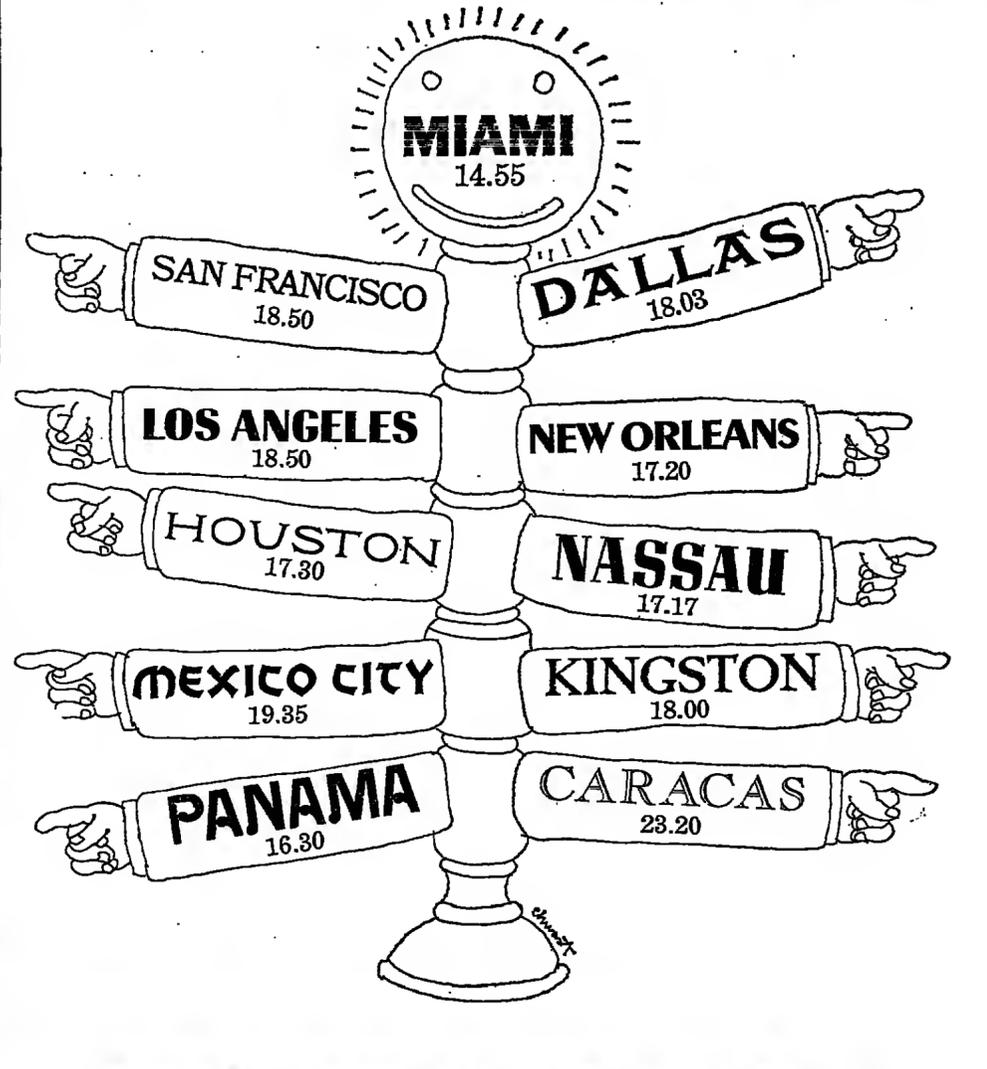 MIAMI
14.55
SAN FRANCISCO
18.50
DALLAS
18.03
LOS ANGELES
18.50
NEW ORLEANS
17.20
HOUSTON
17.30
NASSAU
17.17
MEXICO CITY
19.35
KINGSTON
18.00
PANAMA
16.30
CARACAS
23.20
chwast